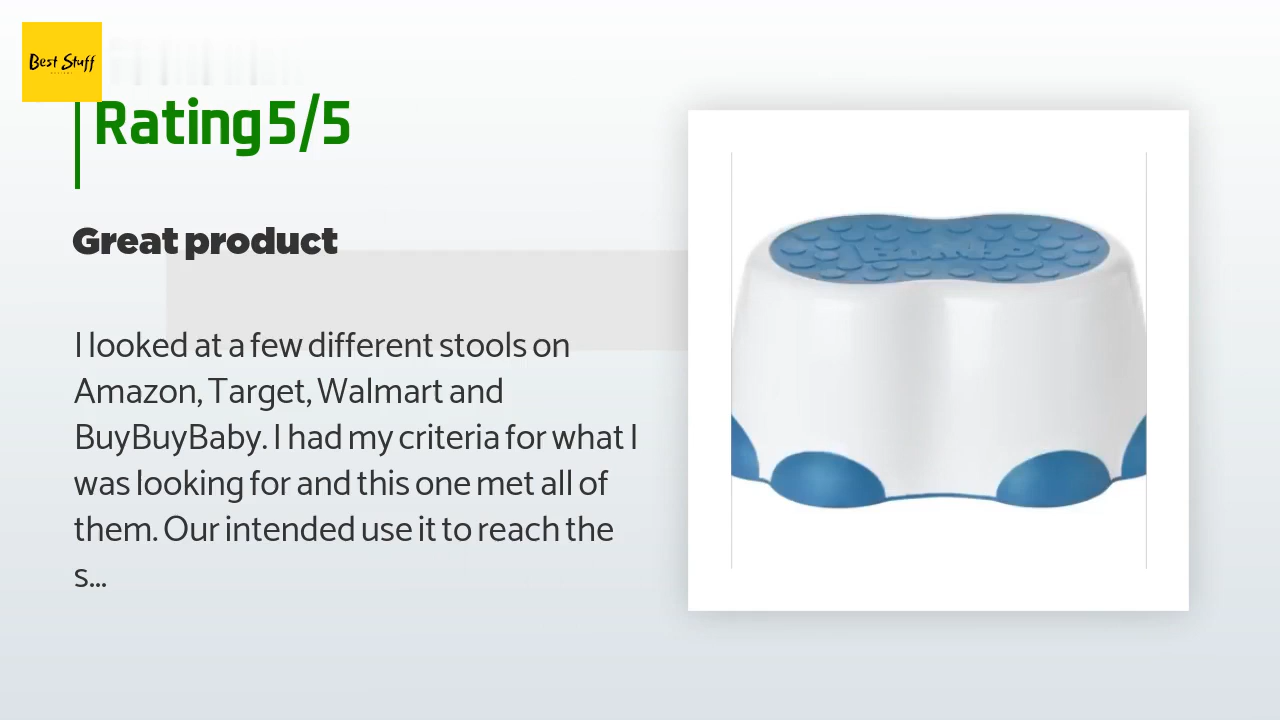 Best Stuff
Rating 5/5
Great product
I looked at a few different stools on
Amazon, Target, Walmart and
BuyBuyBaby. I had my criteria for what I
was looking for and this one met all of
them. Our intended use it to reach the
s...
BUMBO